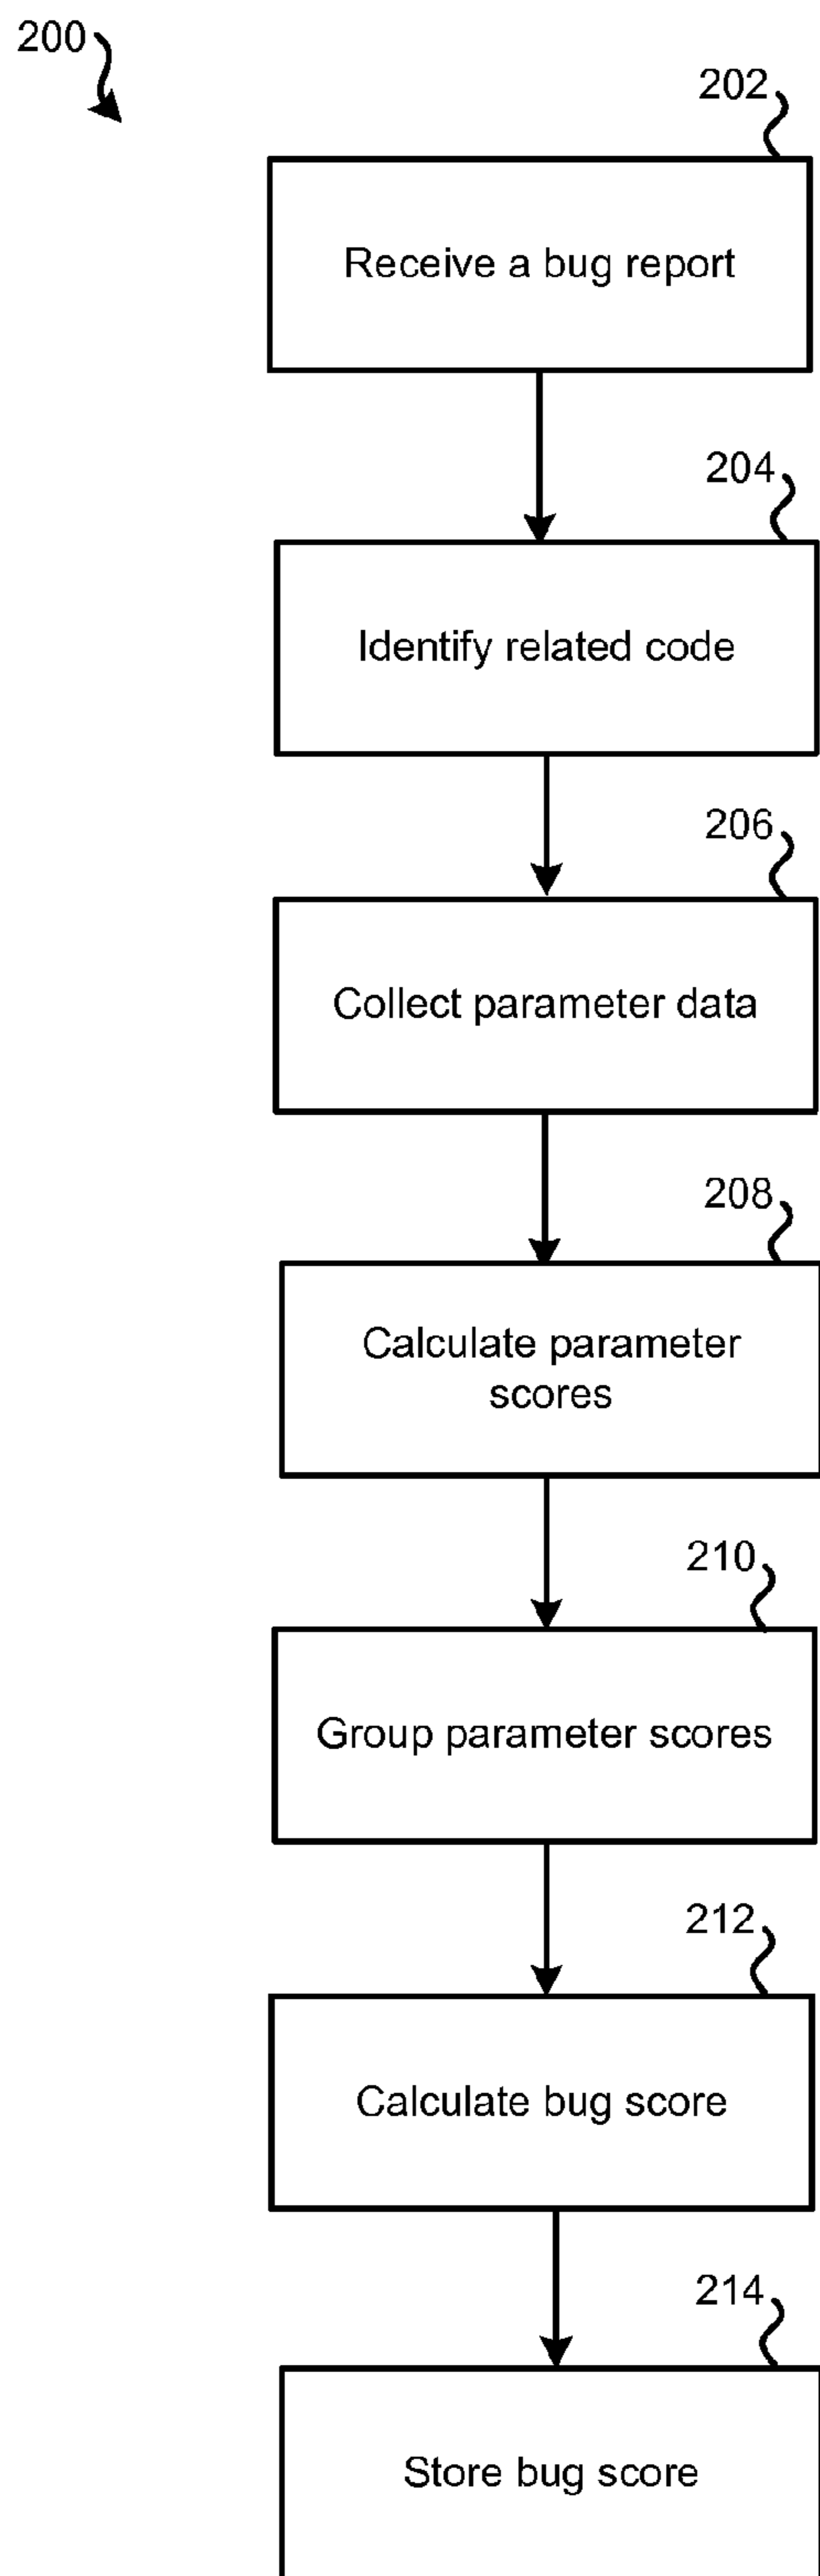 200
202
Receive a bug report
204
Identify related code
206
Collect parameter data
208
Calculate parameter
scores
210
Group parameter scores
212
Calculate bug score
214
Store bug score